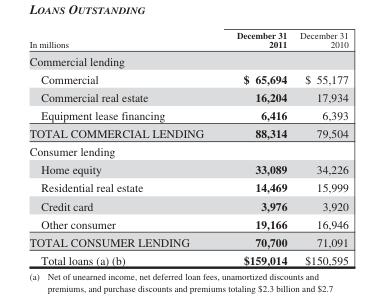 LOANS OUTSTANDING
In millions December 31 2011 December 31 2010
Commercial lending
Commercial $ 65,694 $ 55,177
Commercial real estate 16,204 17,934
Equipment lease financing 6,416 6,393
TOTAL COMMERCIAL LENDING 88,314 79,504
Consumer lending
Home equity 33,089 34,226
Residential real estate 14,469 15,999
Credit card 3,976 3,920
Other consumer 19,166 16,946
TOTAL CONSUMER LENDING 70,700 71,091
Total loans (a) (b) $159,014 $150,595
(a) Net of unearned income, net deferred loan fees, unamortized discounts and
premiums, and purchase discounts and premiums totaling $2.3 billion and $2.7